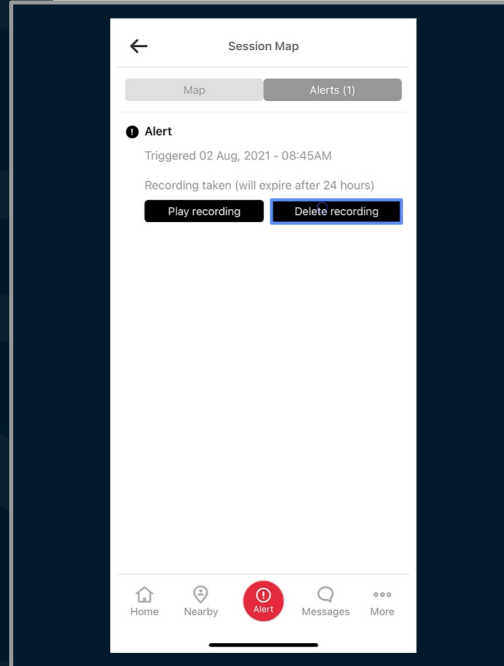 Session Map
Map Alerts (1)
Alert
Triggered 02 Aug, 2021 - 08:45AM
Recording taken (will expire after 24 hours)
Play recording Delete recording
Home Nearby Alert Messages More